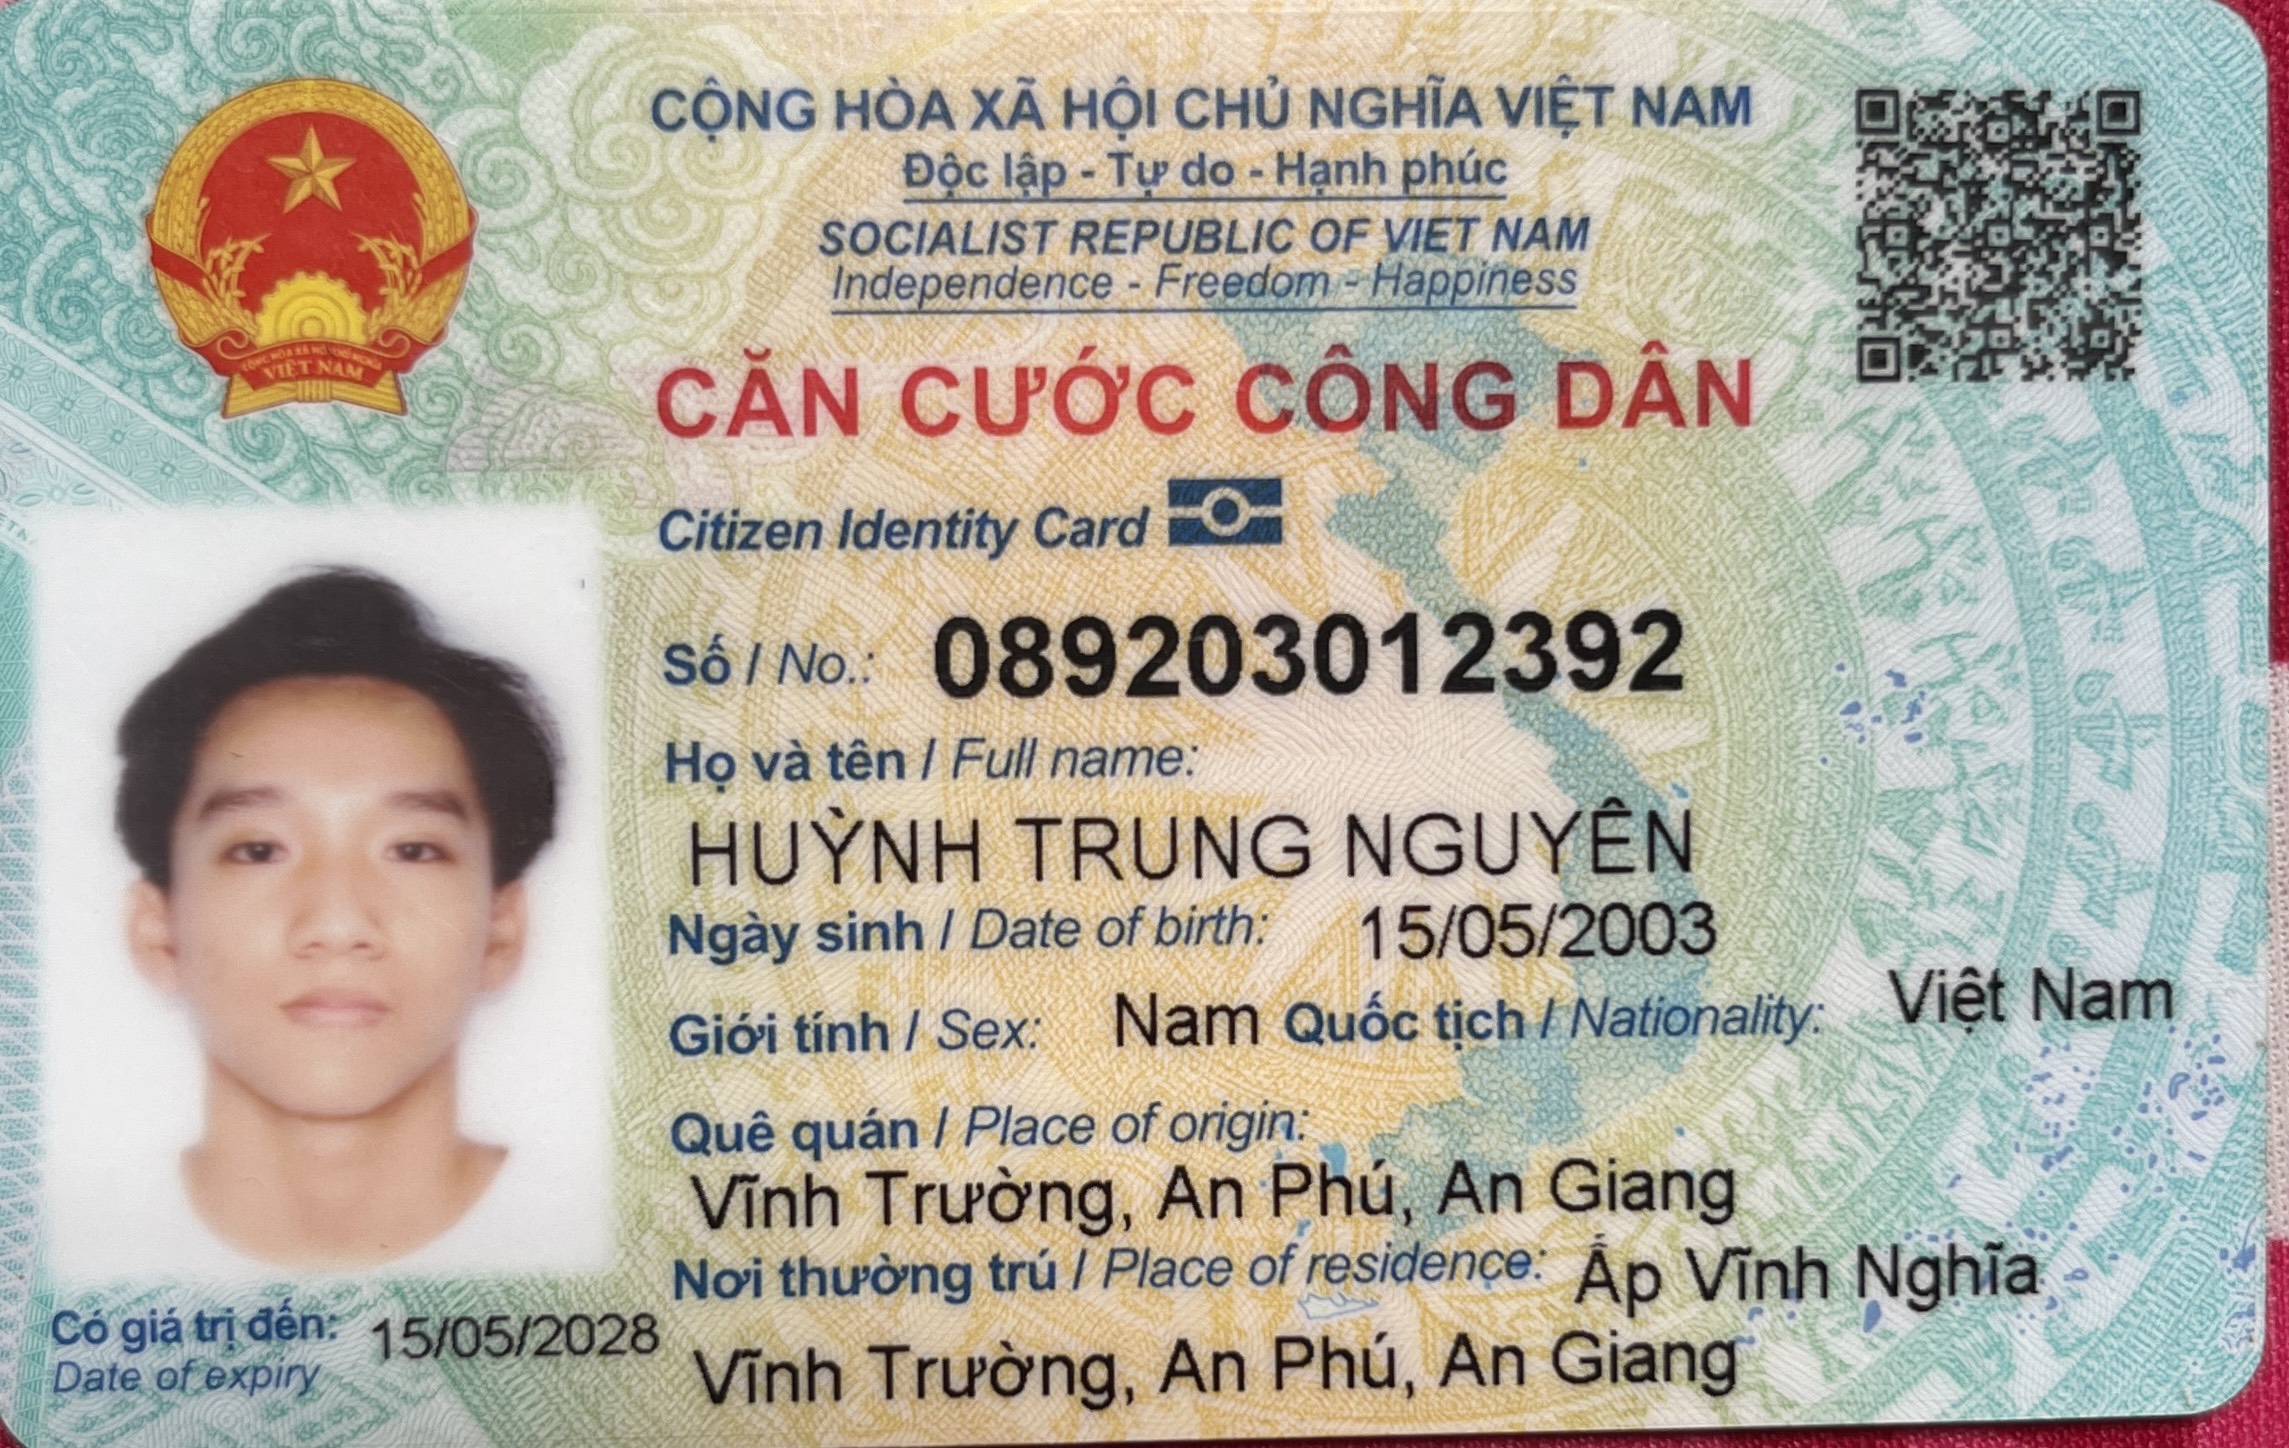 CỘNG HÒA XÃ HỘI CHỦ NGHĨA VIỆT NAM
Độc lập - Tự do - Hạnh phúc
SOCIALIST REPUBLIC OF VIET NAM
Independence - Freedom - Happiness
CỘNG HÒA XÃ HỘI CHỦ NGHĨA
VIỆT NAM
CĂN CƯỚC CÔNG DÂN
Citizen Identity Card
Số / No.: 089203012392
Họ và tên / Full name:
HUỲNH TRUNG NGUYÊN
Ngày sinh / Date of birth: 15/05/2003
Giới tính / Sex: Nam Quốc tịch / Nationality: Việt Nam
Quê quán / Place of origin:
Vĩnh Trường, An Phú, An Giang
Nơi thường trú / Place of residence: Ấp Vĩnh Nghĩa
Vĩnh Trường, An Phú, An Giang
Có giá trị đến: 15/05/2028
Date of expiry